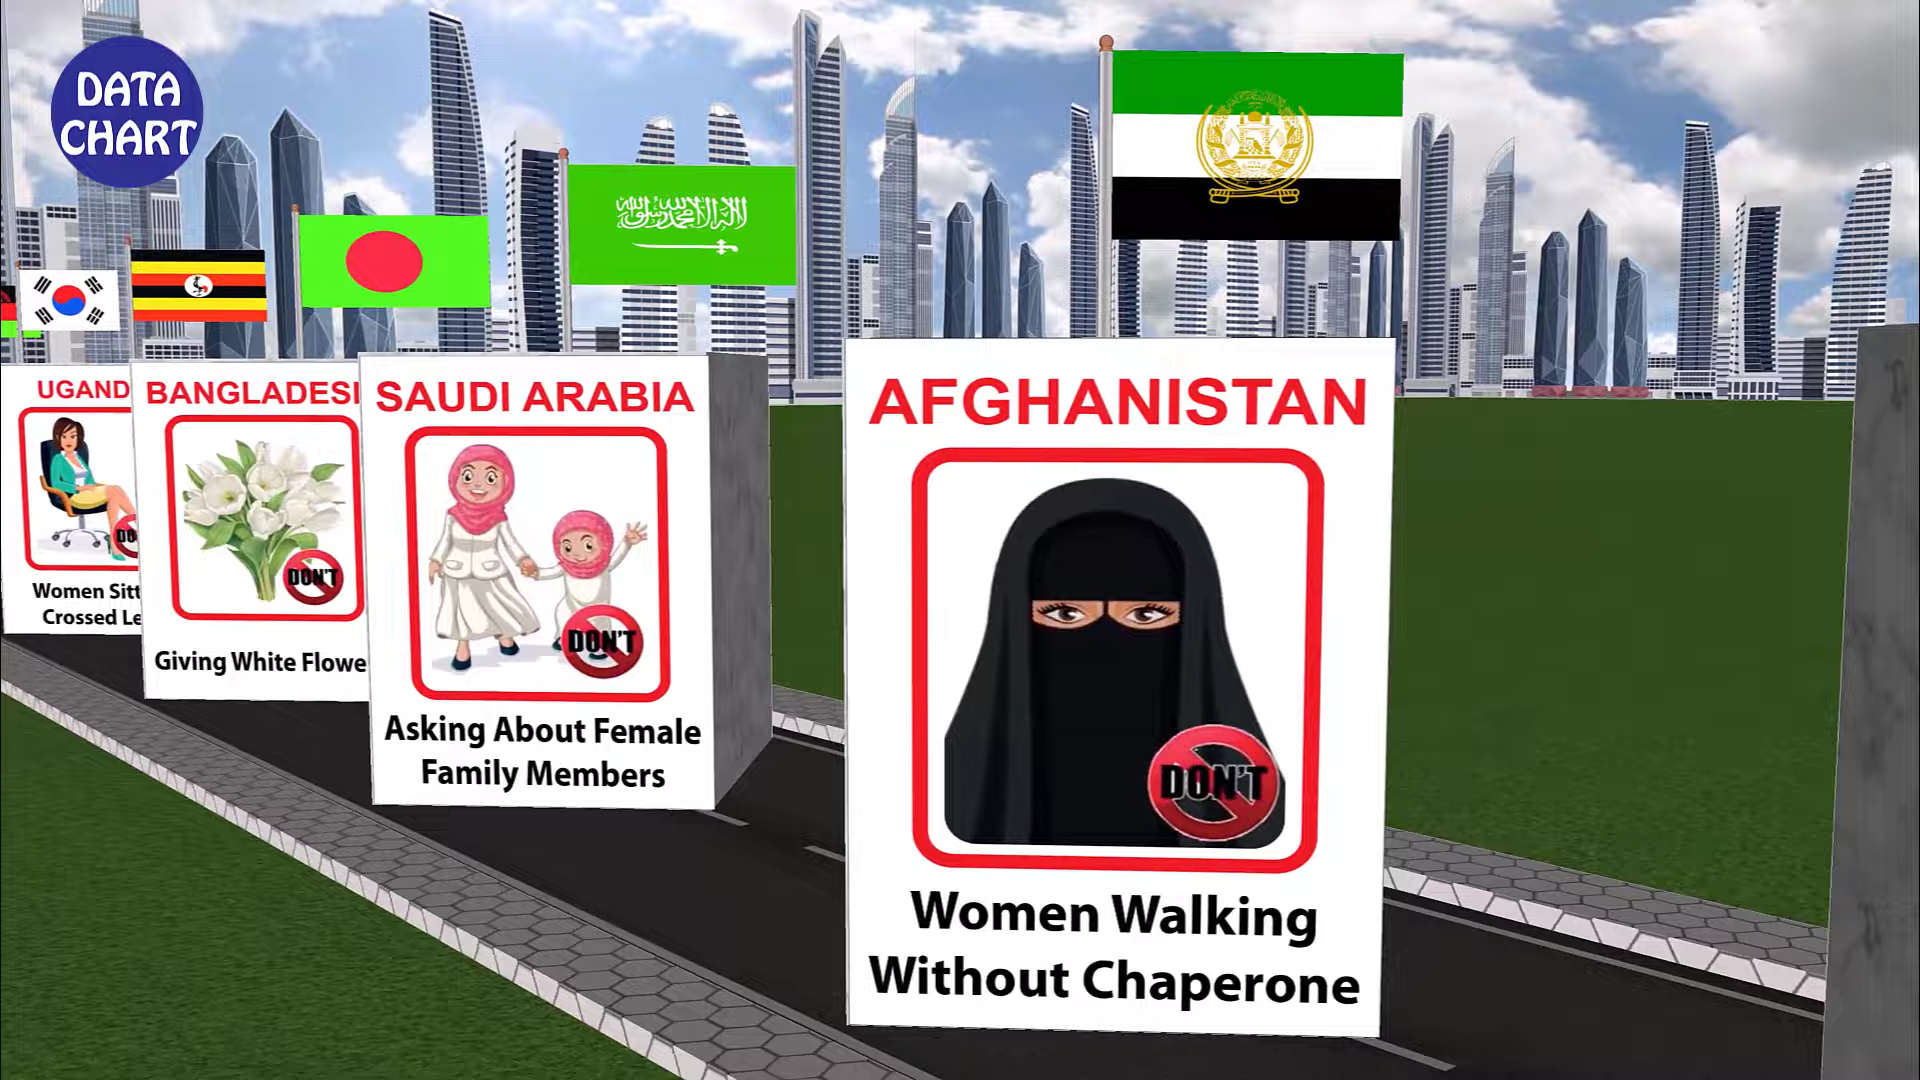 DATA
CHART
UGAND
Women Sitt
Crossed Le
DO
BANGLADESI
DON'T
Giving White Flowe
SAUDI ARABIA
DON'T
Asking About Female
Family Members
AFGHANISTAN
DON'T
Women Walking
Without Chaperone